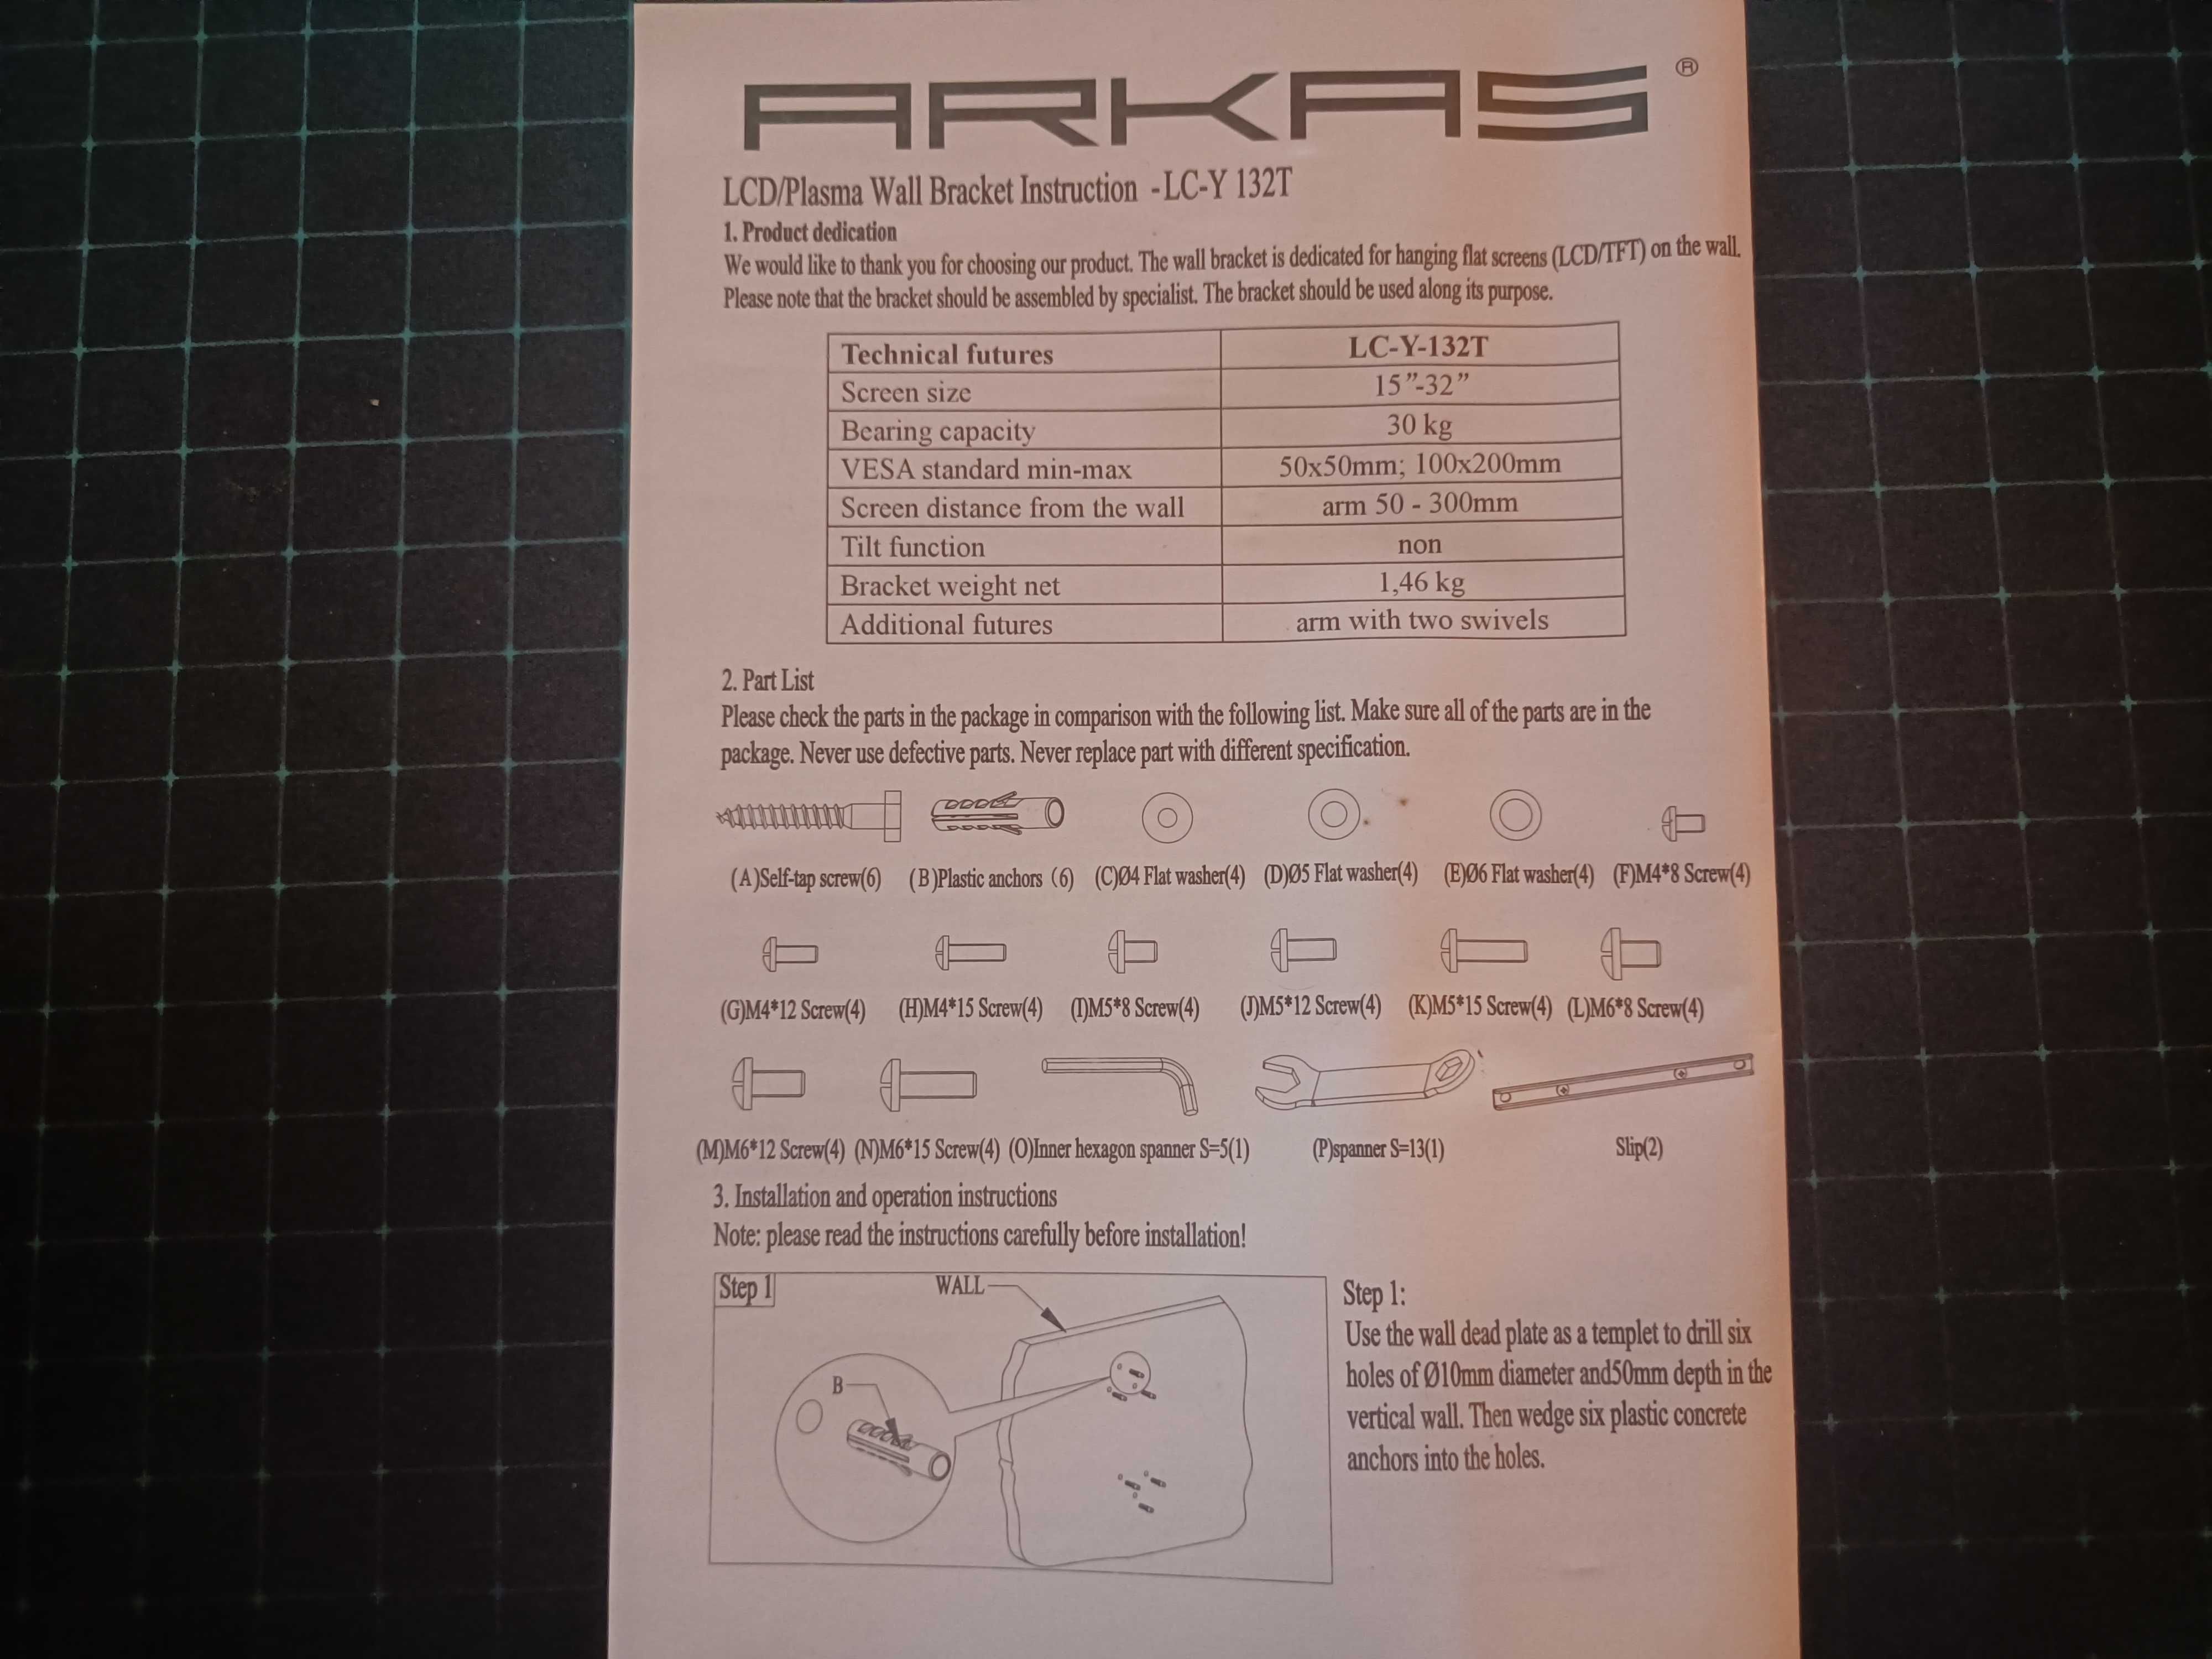 ARKAS ®
LCD/Plasma Wall Bracket Instruction -LC-Y 132T
1. Product dedication
We would like to thank you for choosing our product. The wall bracket is dedicated for hanging flat screens (LCD/TFT) on the wall.
Please note that the bracket should be assembled by specialist. The bracket should be used along its purpose.
Technical futures LC-Y-132T
Screen size 15”-32”
Bearing capacity 30 kg
VESA standard min-max 50x50mm; 100x200mm
Screen distance from the wall arm 50 - 300mm
Tilt function non
Bracket weight net 1,46 kg
Additional futures arm with two swivels
2. Part List
Please check the parts in the package in comparison with the following list. Make sure all of the parts are in the
package. Never use defective parts. Never replace part with different specification.
(A)Self-tap screw(6) (B)Plastic anchors (6) (C)Ø4 Flat washer(4) (D)Ø5 Flat washer(4) (E)Ø6 Flat washer(4) (F)M4*8 Screw(4)
(G)M4*12 Screw(4) (H)M4*15 Screw(4) (I)M5*8 Screw(4) (J)M5*12 Screw(4) (K)M5*15 Screw(4) (L)M6*8 Screw(4)
(M)M6*12 Screw(4) (N)M6*15 Screw(4) (O)Inner hexagon spanner S=5(1) (P)spanner S=13(1) Slip(2)
3. Installation and operation instructions
Note: please read the instructions carefully before installation!
Step 1
WALL
B
Step 1:
Use the wall dead plate as a templet to drill six
holes of Ø10mm diameter and50mm depth in the
vertical wall. Then wedge six plastic concrete
anchors into the holes.